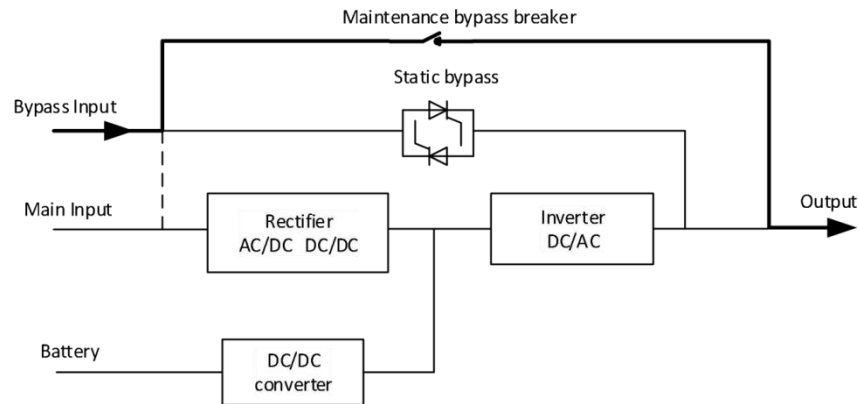 Maintenance bypass breaker
Static bypass
Bypass Input
Main Input
Rectifier
AC/DC DC/DC
Inverter
DC/AC
Output
Battery
DC/DC
converter